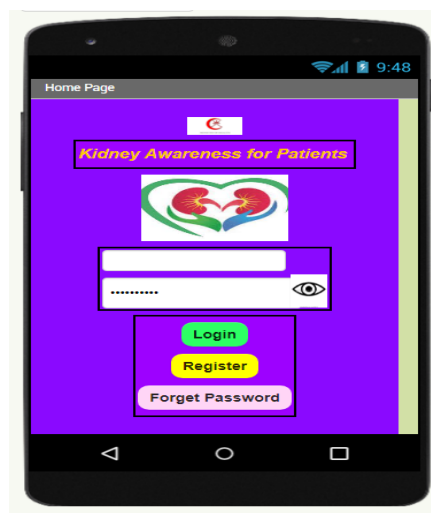 9:48
Home Page
Kidney Awareness for Patients
••••••••••
Login
Register
Forget Password